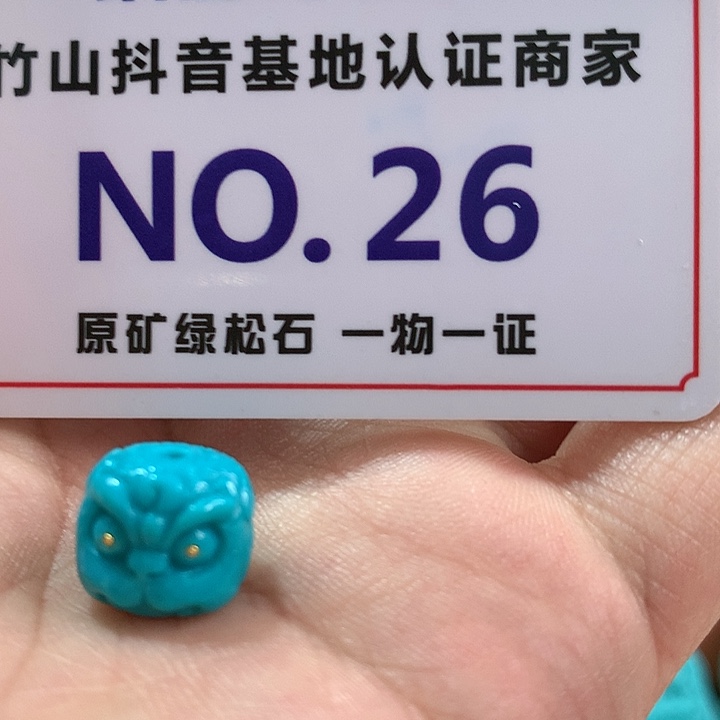 竹山抖音基地认证商家
NO.26
原矿绿松石 一物一证